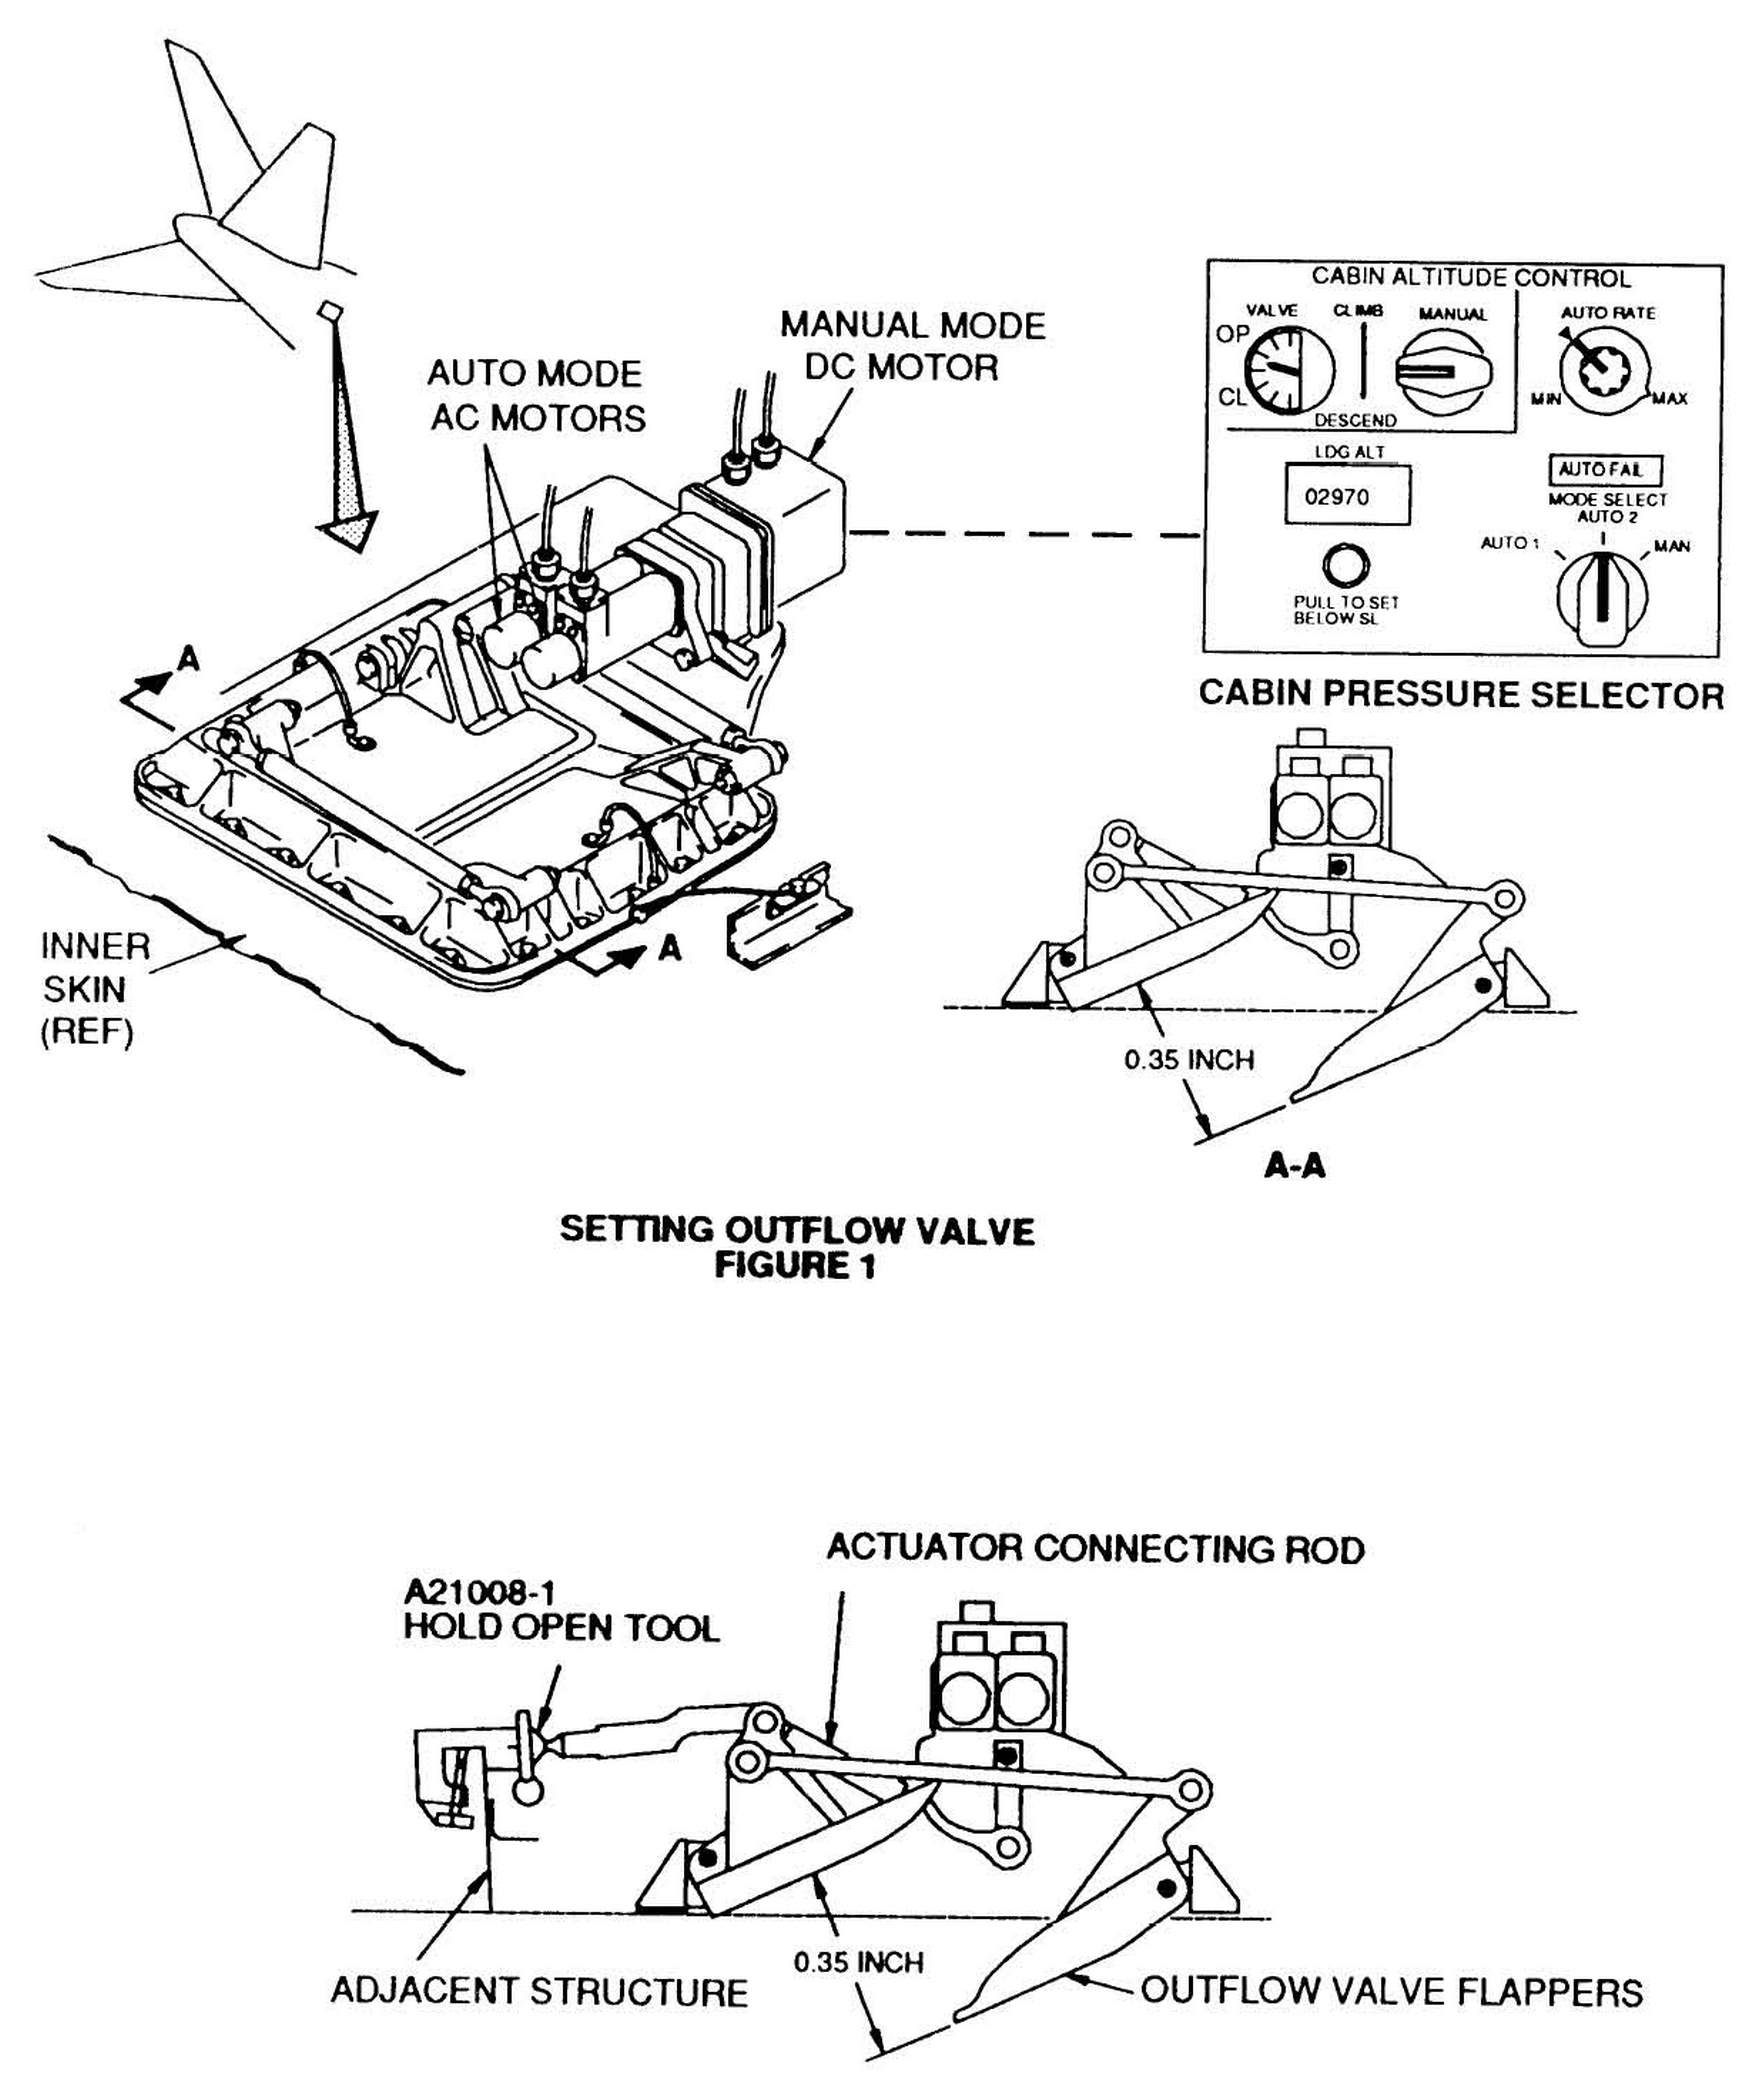 MANUAL MODE
DC MOTOR
AUTO MODE
AC MOTORS
A
A
INNER
SKIN
(REF)
CABIN ALTITUDE CONTROL
VALVE
CLIMB
MANUAL
AUTO RATE
OP
CL
DESCEND
MIN
MAX
LDG ALT
02970
AUTO FAIL
MODE SELECT
AUTO 2
AUTO 1
MAN
PULL TO SET
BELOW SL
CABIN PRESSURE SELECTOR
0.35 INCH
A-A
SETTING OUTFLOW VALVE
FIGURE 1
ACTUATOR CONNECTING ROD
A21008-1
HOLD OPEN TOOL
0.35 INCH
ADJACENT STRUCTURE
OUTFLOW VALVE FLAPPERS